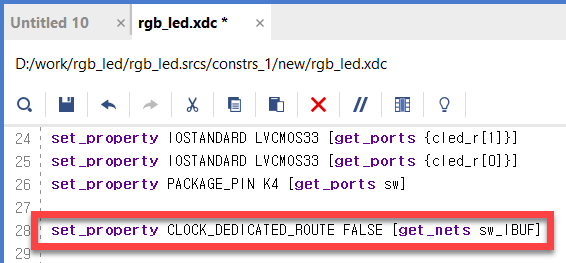 Untitled 10 × rgb_led.xdc * ×
D:/work/rgb_led/rgb_led.srcs/constrs_1/new/rgb_led.xdc
24 set_property IOSTANDARD LVCMOS33 [get_ports {cled_r[1]}]
25 set_property IOSTANDARD LVCMOS33 [get_ports {cled_r[0]}]
26 set_property PACKAGE_PIN K4 [get_ports sw]
27
28 set_property CLOCK_DEDICATED_ROUTE FALSE [get_nets sw_IBUF]
29